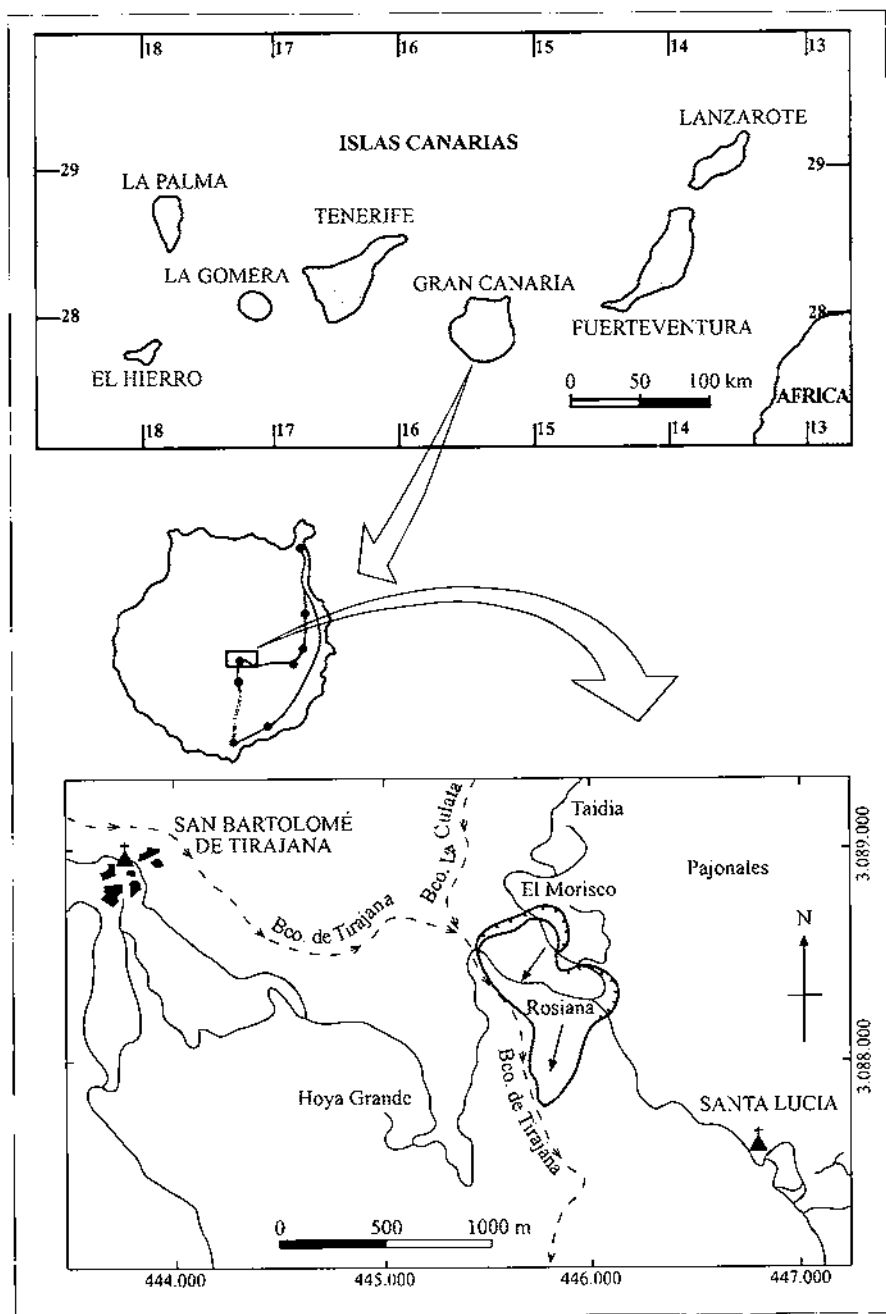 18 17 16 15 14 13
LANZAROTE
ISLAS CANARIAS
29 29
LA PALMA
TENERIFE
LA GOMERA
GRAN CANARIA
28 28
FUERTEVENTURA
EL HIERRO
0 50 100 km
AFRICA
18 17 16 15 14 13
Taidia
SAN BARTOLOMÉ
DE TIRAJANA
Bco. La Culata
3.089.000
Pajonales
El Morisco
N
Bco. de Tirajana
Rosiana
3.088.000
Hoya Grande
Bco. de Tirajana
SANTA LUCIA
0 500 1000 m
444.000 445.000 446.000 447.000